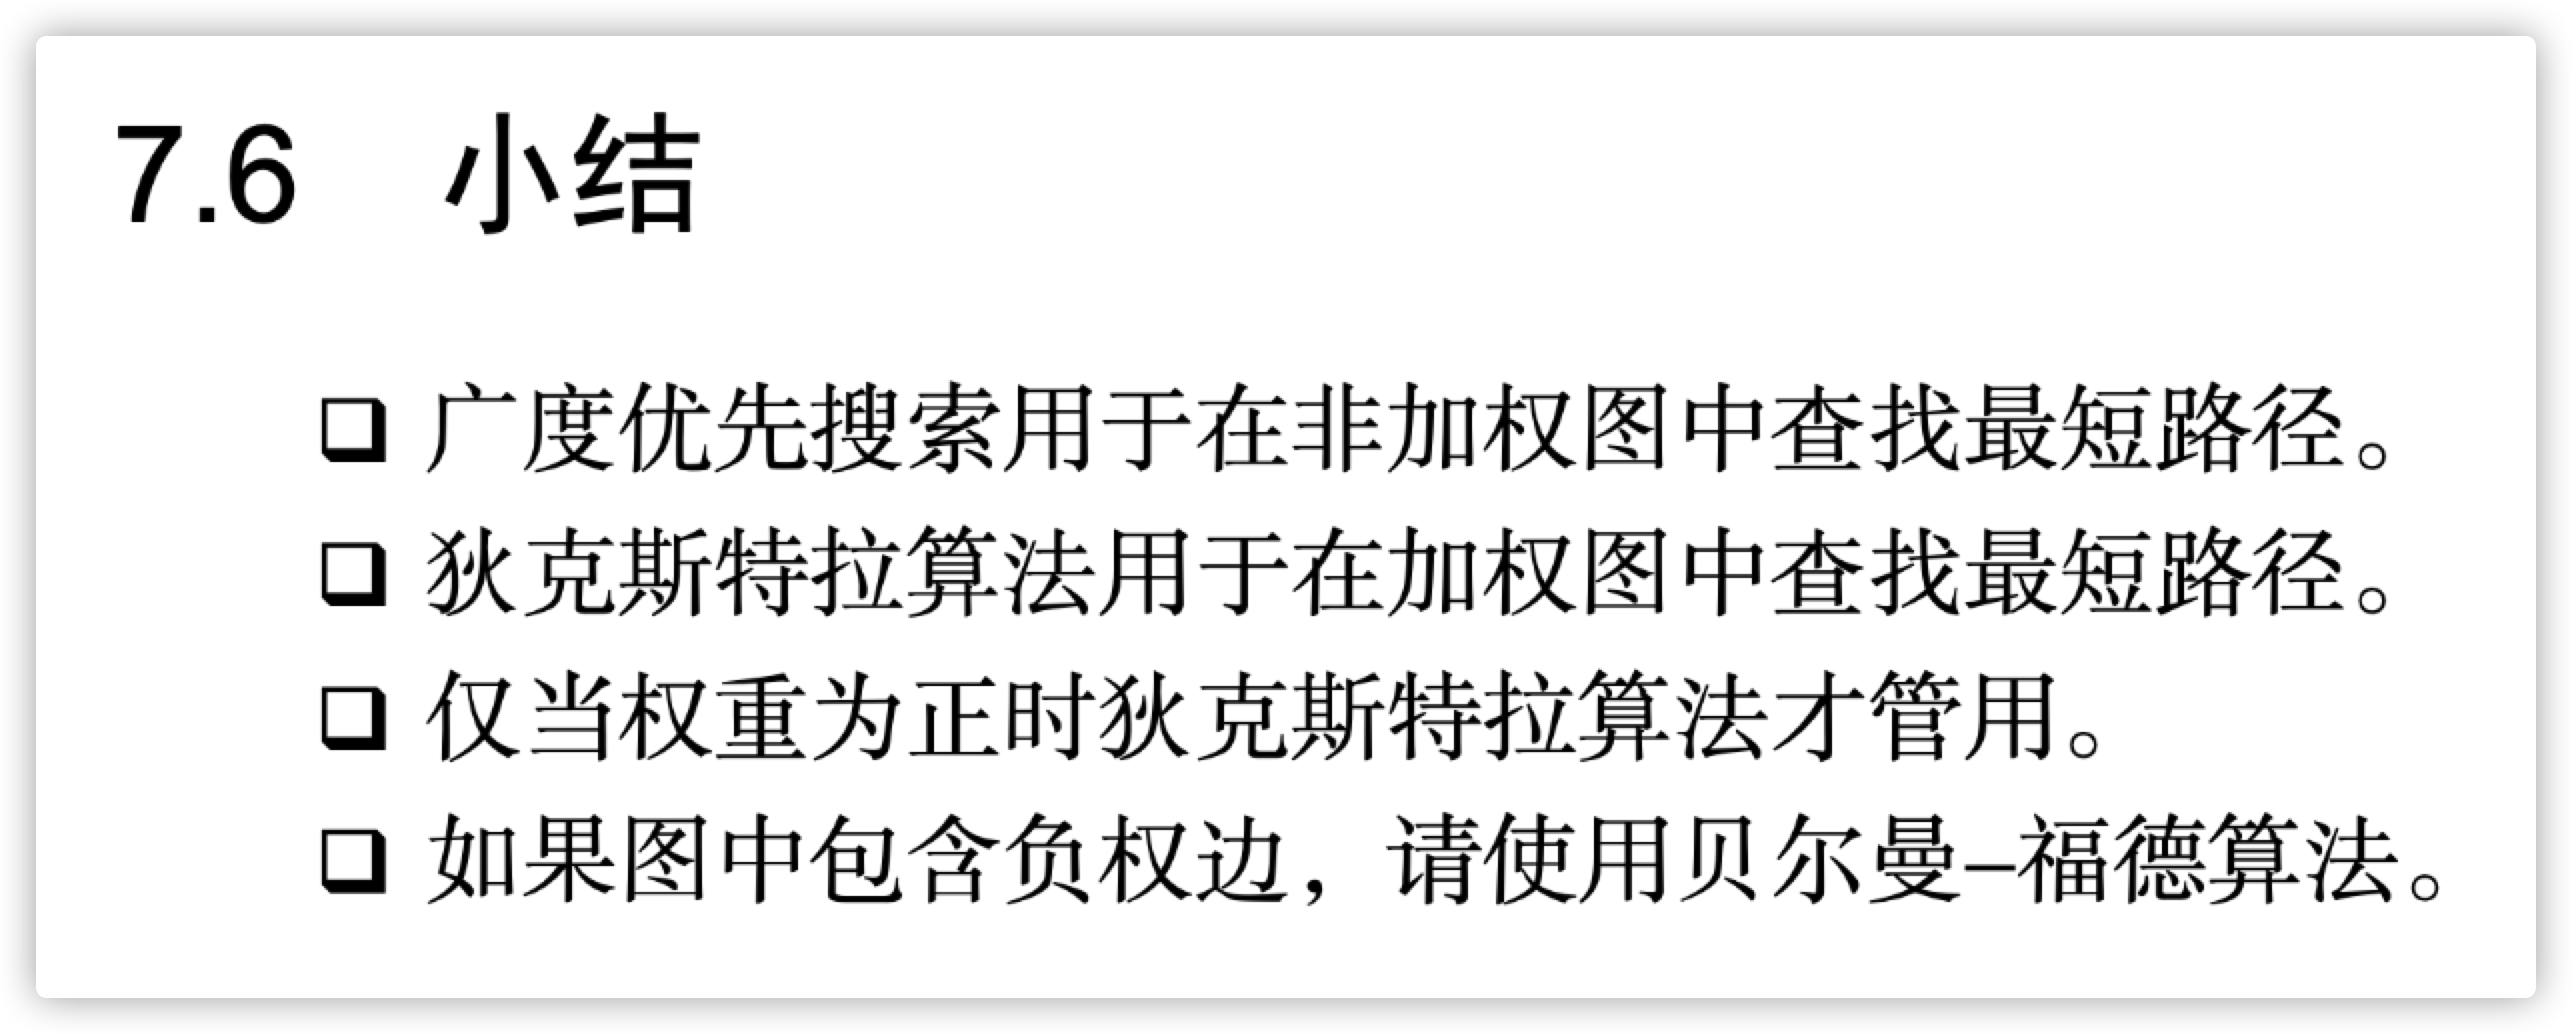 7.6 小结
❑ 广度优先搜索用于在非加权图中查找最短路径。
❑ 狄克斯特拉算法用于在加权图中查找最短路径。
❑ 仅当权重为正时狄克斯特拉算法才管用。
❑ 如果图中包含负权边，请使用贝尔曼–福德算法。